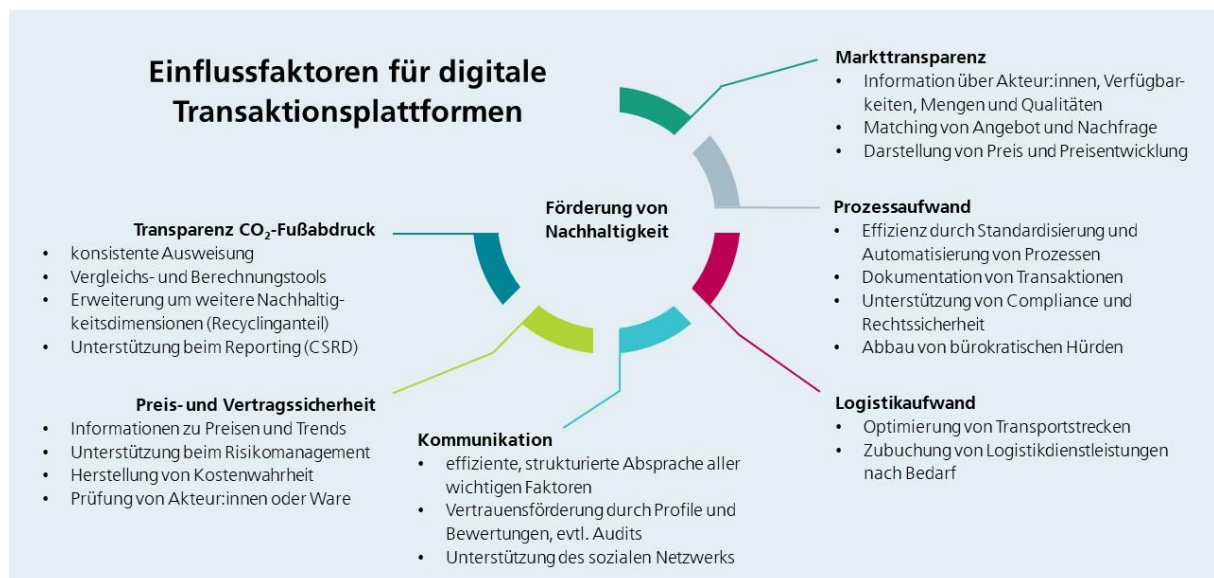 Einflussfaktoren für digitale
Transaktionsplattformen
Förderung von
Nachhaltigkeit
Markttransparenz
• Information über Akteur:innen, Verfügbar-
keiten, Mengen und Qualitäten
• Matching von Angebot und Nachfrage
• Darstellung von Preis und Preisentwicklung
Prozessaufwand
• Effizienz durch Standardisierung und
Automatisierung von Prozessen
• Dokumentation von Transaktionen
• Unterstützung von Compliance und
Rechtssicherheit
• Abbau von bürokratischen Hürden
Logistikaufwand
• Optimierung von Transportstrecken
• Zubuchung von Logistikdienstleistungen
nach Bedarf
Kommunikation
• effiziente, strukturierte Absprache aller
wichtigen Faktoren
• Vertrauensförderung durch Profile und
Bewertungen, evtl. Audits
• Unterstützung des sozialen Netzwerks
Preis- und Vertragssicherheit
• Informationen zu Preisen und Trends
• Unterstützung beim Risikomanagement
• Herstellung von Kostenwahrheit
• Prüfung von Akteur:innen oder Ware
Transparenz CO₂-Fußabdruck
• konsistente Ausweisung
• Vergleichs- und Berechnungstools
• Erweiterung um weitere Nachhaltig-
keitsdimensionen (Recyclinganteil)
• Unterstützung beim Reporting (CSRD)